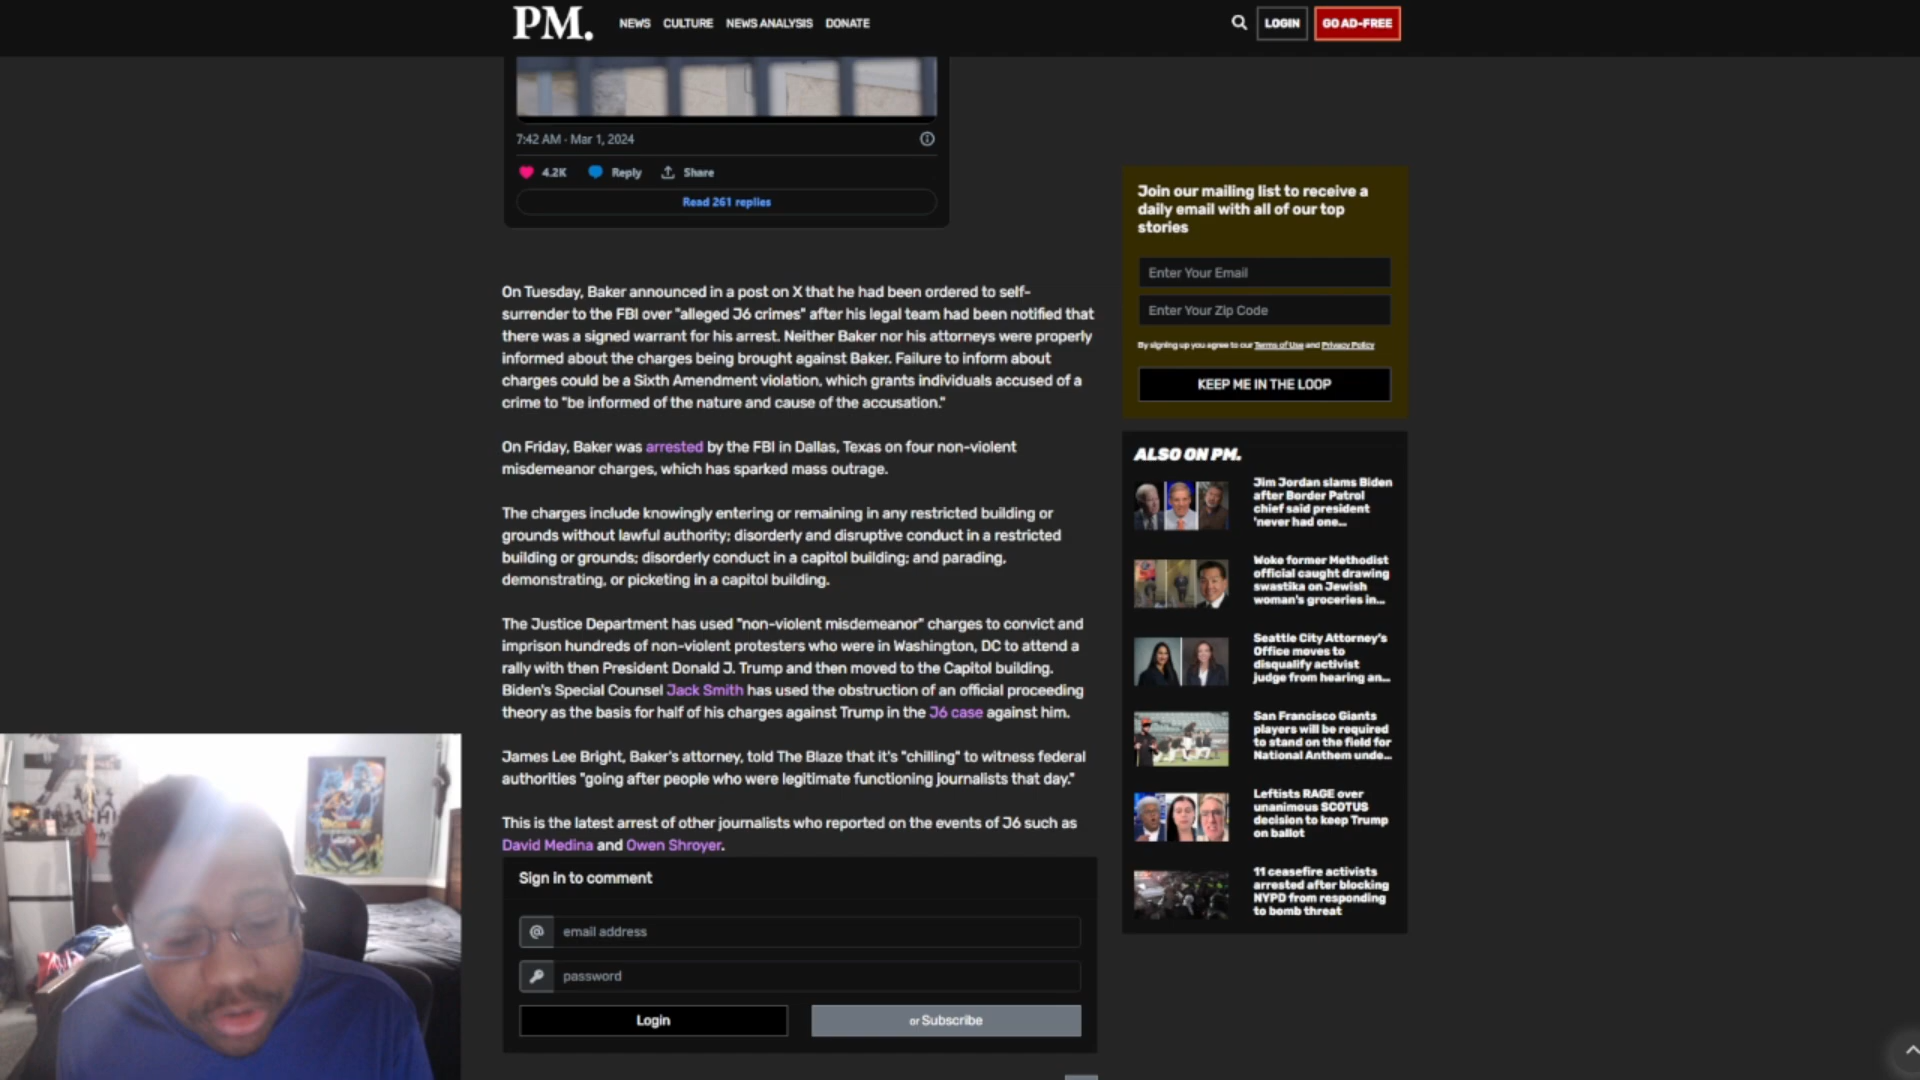 PM.
NEWS CULTURE NEWS ANALYSIS DONATE
LOGIN
GO AD-FREE
7:42 AM · Mar 1, 2024
4.2K Reply Share
Read 261 replies
On Tuesday, Baker announced in a post on X that he had been ordered to self-
surrender to the FBI over "alleged J6 crimes" after his legal team had been notified that
there was a signed warrant for his arrest. Neither Baker nor his attorneys were properly
informed about the charges being brought against Baker. Failure to inform about
charges could be a Sixth Amendment violation, which grants individuals accused of a
crime to "be informed of the nature and cause of the accusation."
On Friday, Baker was arrested by the FBI in Dallas, Texas on four non-violent
misdemeanor charges, which has sparked mass outrage.
The charges include knowingly entering or remaining in any restricted building or
grounds without lawful authority; disorderly and disruptive conduct in a restricted
building or grounds; disorderly conduct in a capitol building; and parading,
demonstrating, or picketing in a capitol building.
The Justice Department has used "non-violent misdemeanor" charges to convict and
imprison hundreds of non-violent protesters who were in Washington, DC to attend a
rally with then President Donald J. Trump and then moved to the Capitol building.
Biden's Special Counsel Jack Smith has used the obstruction of an official proceeding
theory as the basis for half of his charges against Trump in the J6 case against him.
James Lee Bright, Baker's attorney, told The Blaze that it's "chilling" to witness federal
authorities "going after people who were legitimate functioning journalists that day."
This is the latest arrest of other journalists who reported on the events of J6 such as
David Medina and Owen Shroyer.
Sign in to comment
@ email address
password
Login
or Subscribe
Join our mailing list to receive a
daily email with all of our top
stories
Enter Your Email
Enter Your Zip Code
By signing up you agree to our Terms of Use and Privacy Policy
KEEP ME IN THE LOOP
ALSO ON PM.
Jim Jordan slams Biden
after Border Patrol
chief said president
'never had one...
Woke former Methodist
official caught drawing
swastika on Jewish
woman's groceries in...
Seattle City Attorney's
Office moves to
disqualify activist
judge from hearing an...
San Francisco Giants
players will be required
to stand on the field for
National Anthem unde...
Leftists RAGE over
unanimous SCOTUS
decision to keep Trump
on ballot
11 ceasefire activists
arrested after blocking
NYPD from responding
to bomb threat